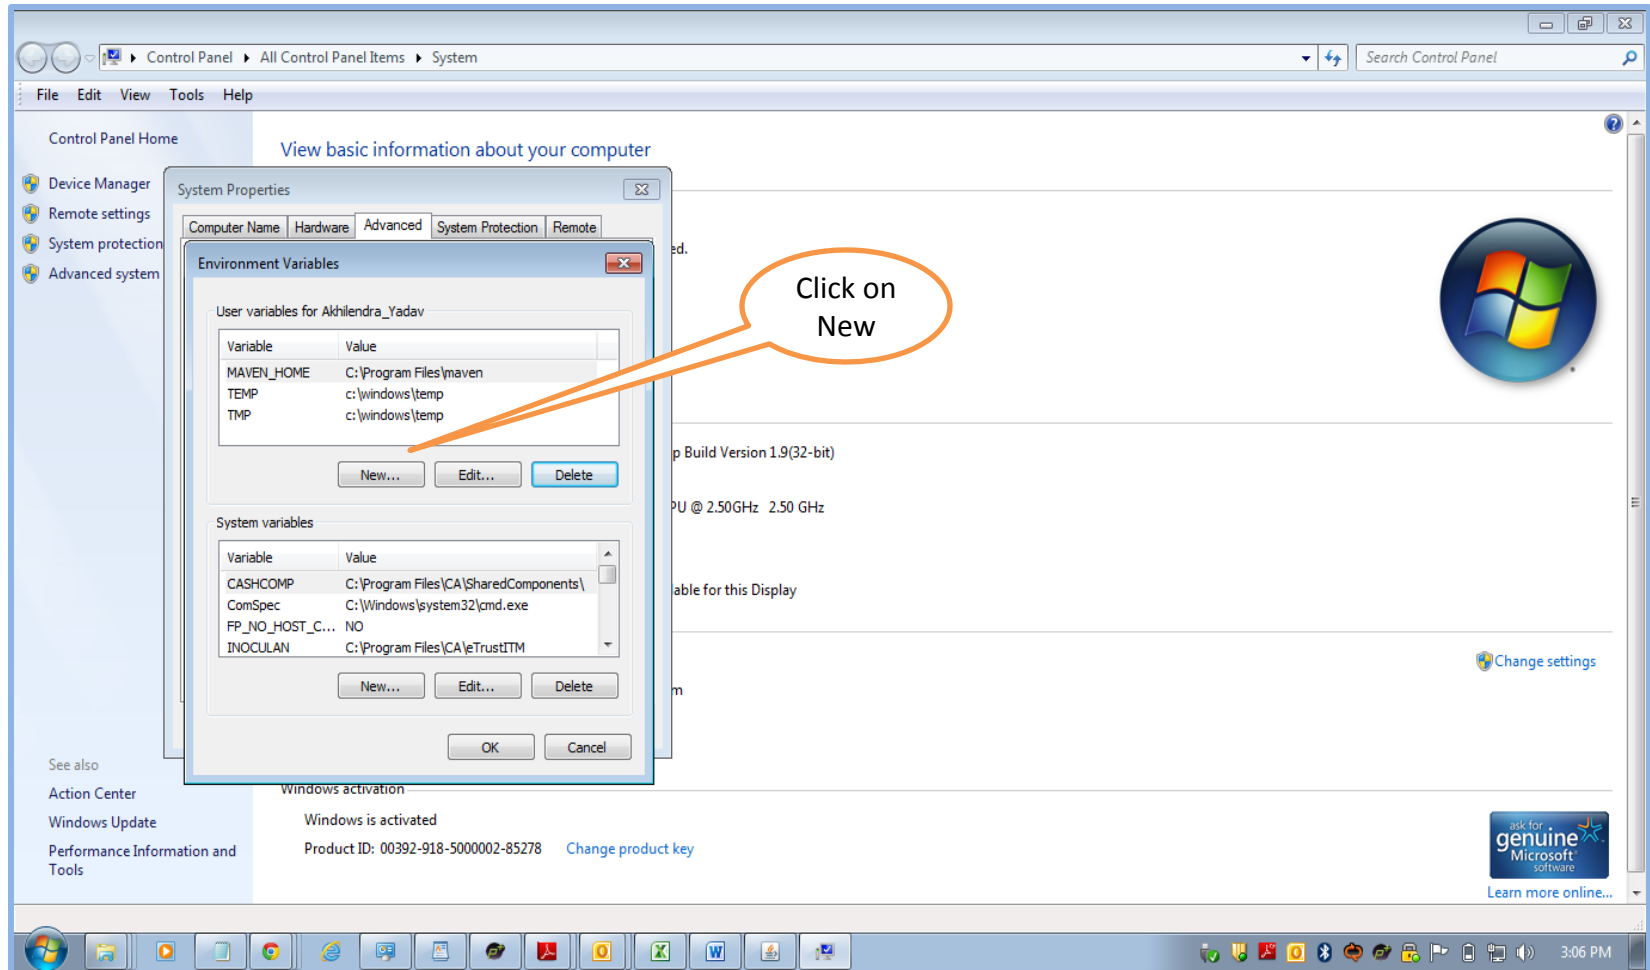 Control Panel
All Control Panel Items
System
Search Control Panel
File Edit View Tools Help
Control Panel Home
Device Manager
Remote settings
System protection
Advanced system
View basic information about your computer
System Properties
Computer Name Hardware Advanced System Protection Remote
ed.
Environment Variables
Click on
New
User variables for Akhilendra_Yadav
Variable Value
MAVEN_HOME C:\Program Files\maven
TEMP c:\windows\temp
TMP c:\windows\temp
New... Edit... Delete
p Build Version 1.9(32-bit)
PU @ 2.50GHz 2.50 GHz
System variables
Variable Value
CASHCOMP C:\Program Files\CA\SharedComponents\
ComSpec C:\Windows\system32\cmd.exe
FP_NO_HOST_C... NO
INOCULAN C:\Program Files\CA\eTrustITM
New... Edit... Delete
lable for this Display
Change settings
m
OK Cancel
See also
Action Center
Windows Update
Performance Information and
Tools
Windows activation
Windows is activated
Product ID: 00392-918-5000002-85278 Change product key
ask for
genuine
Microsoft
software
Learn more online...
3:06 PM